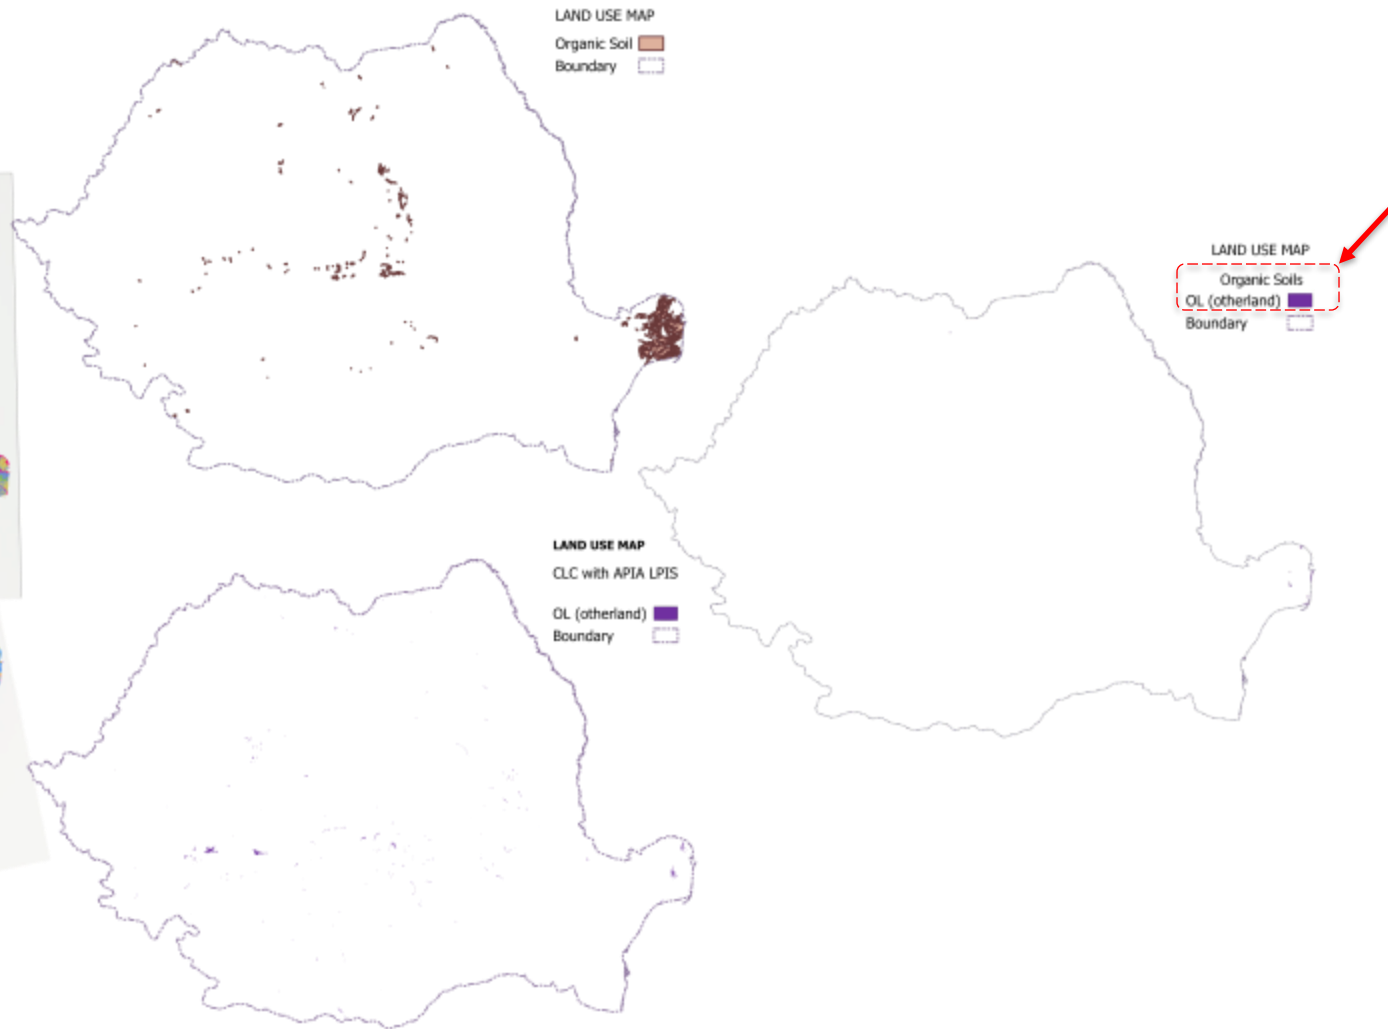 LAND USE MAP
Organic Soil
Boundary
LAND USE MAP
Organic Soils
OL (otherland)
Boundary
LAND USE MAP
CLC with APIA LPIS
OL (otherland)
Boundary